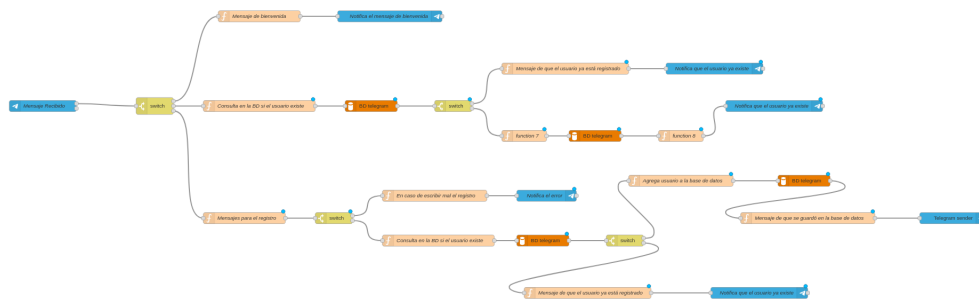 Mensaje de bienvenida
Notifica el mensaje de bienvenida
Mensaje de que el usuario ya está registrado
Notifica que el usuario ya existe
Mensaje Recibido
switch
Consulta en la BD si el usuario existe
BD telegram
switch
Notifica que el usuario ya existe
function 7
BD telegram
function 8
Agrega usuario a la base de datos
BD telegram
En caso de escribir mal el registro
Notifica el error
Mensajes para el registro
switch
Mensaje de que se guardó en la base de datos
Telegram sender
Consulta en la BD si el usuario existe
BD telegram
switch
Mensaje de que el usuario ya está registrado
Notifica que el usuario ya existe